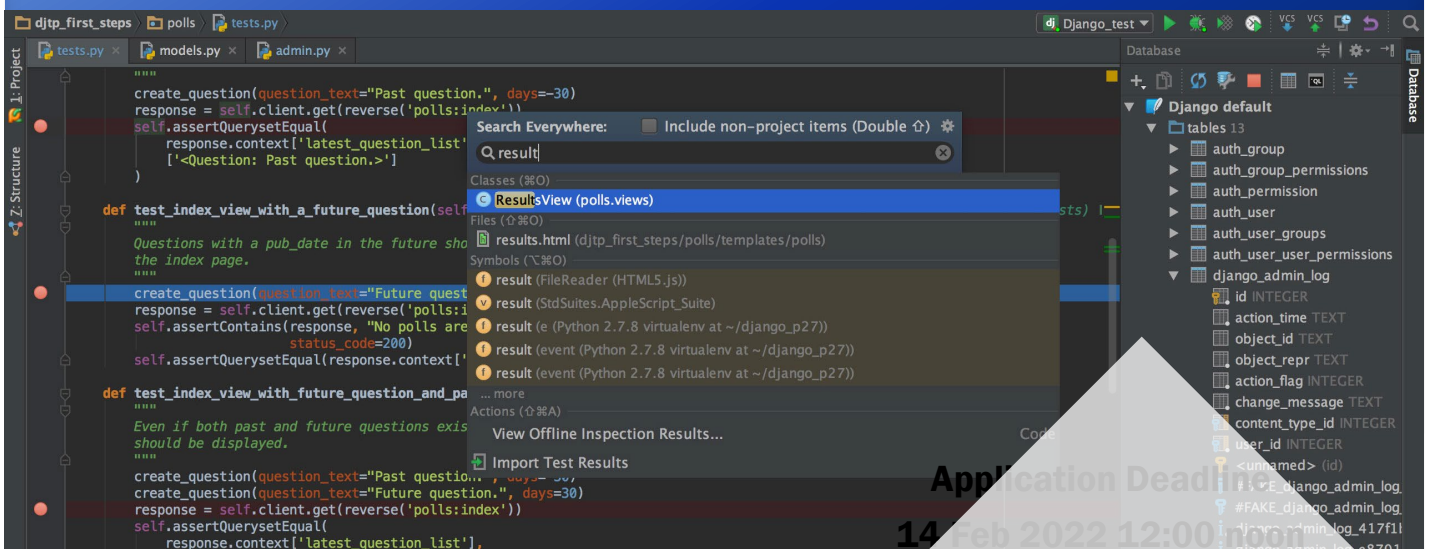 djtp_first_steps polls tests.py
Django_test
VCS VCS
tests.py models.py admin.py
Database
1: Project
Z: Structure
Database
"""
create_question(question_text="Past question.", days=-30)
response = self.client.get(reverse('polls:index'))
self.assertQuerysetEqual(
response.context['latest_question_list'
['<Question: Past question.>']
)
def test_index_view_with_a_future_question(self
"""
Questions with a pub_date in the future sho
the index page.
"""
create_question(question_text="Future quest
response = self.client.get(reverse('polls:i
self.assertContains(response, "No polls are
status_code=200)
self.assertQuerysetEqual(response.context['
def test_index_view_with_future_question_and_pa
"""
Even if both past and future questions exis
should be displayed.
"""
create_question(question_text="Past question.", days=-30)
create_question(question_text="Future question.", days=30)
response = self.client.get(reverse('polls:index'))
self.assertQuerysetEqual(
response.context['latest_question_list'],
Search Everywhere: Include non-project items (Double ⇧)
result
Classes (⌘O)
ResultsView (polls.views)
sts)
Files (⇧⌘O)
results.html (djtp_first_steps/polls/templates/polls)
Symbols (⌥⌘O)
result (FileReader (HTML5.js))
result (StdSuites.AppleScript_Suite)
result (e (Python 2.7.8 virtualenv at ~/django_p27))
result (event (Python 2.7.8 virtualenv at ~/django_p27))
result (event (Python 2.7.8 virtualenv at ~/django_p27))
... more
Actions (⇧⌘A)
View Offline Inspection Results... Code
Import Test Results
QL
Django default
tables 13
auth_group
auth_group_permissions
auth_permission
auth_user
auth_user_groups
auth_user_user_permissions
django_admin_log
id INTEGER
action_time TEXT
object_id TEXT
object_repr TEXT
action_flag INTEGER
change_message TEXT
content_type_id INTEGER
user_id INTEGER
<unnamed> (id)
#FAKE_django_admin_log_
#FAKE_django_admin_log_
django_admin_log_417f1
Application Deadline
14 Feb 2022 12:00 noon